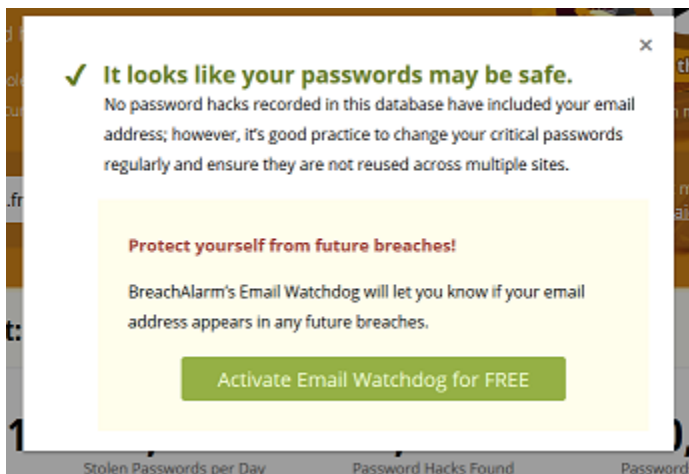 ×
✓ It looks like your passwords may be safe.
No password hacks recorded in this database have included your email
address; however, it's good practice to change your critical passwords
regularly and ensure they are not reused across multiple sites.
.fr
Protect yourself from future breaches!
BreachAlarm's Email Watchdog will let you know if your email
address appears in any future breaches.
t:
Activate Email Watchdog for FREE
Stolen Passwords per Day Password Hacks Found Password